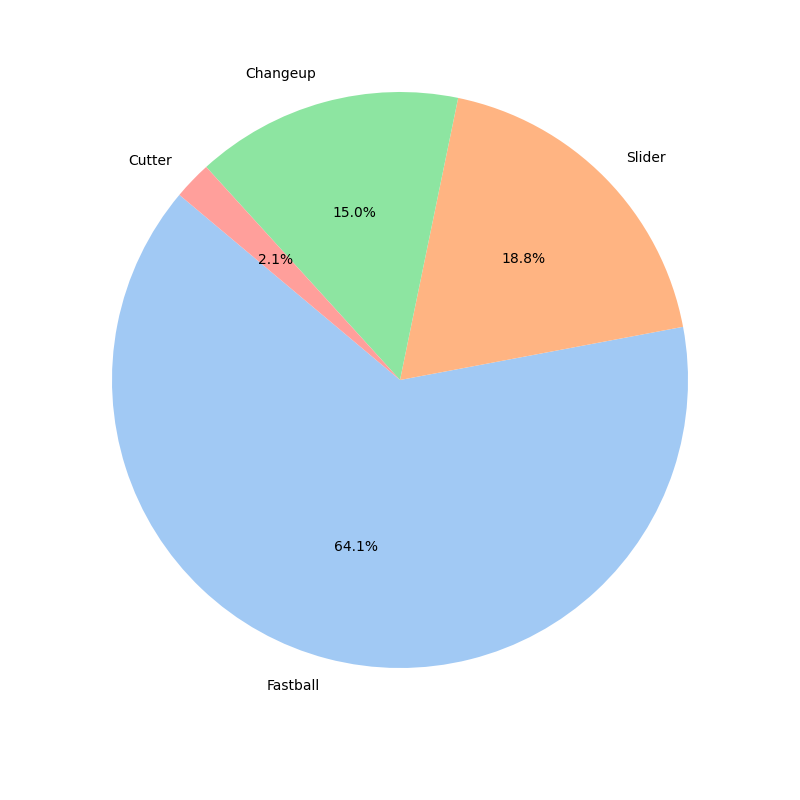 Changeup
Slider
Cutter
15.0%
18.8%
2.1%
64.1%
Fastball